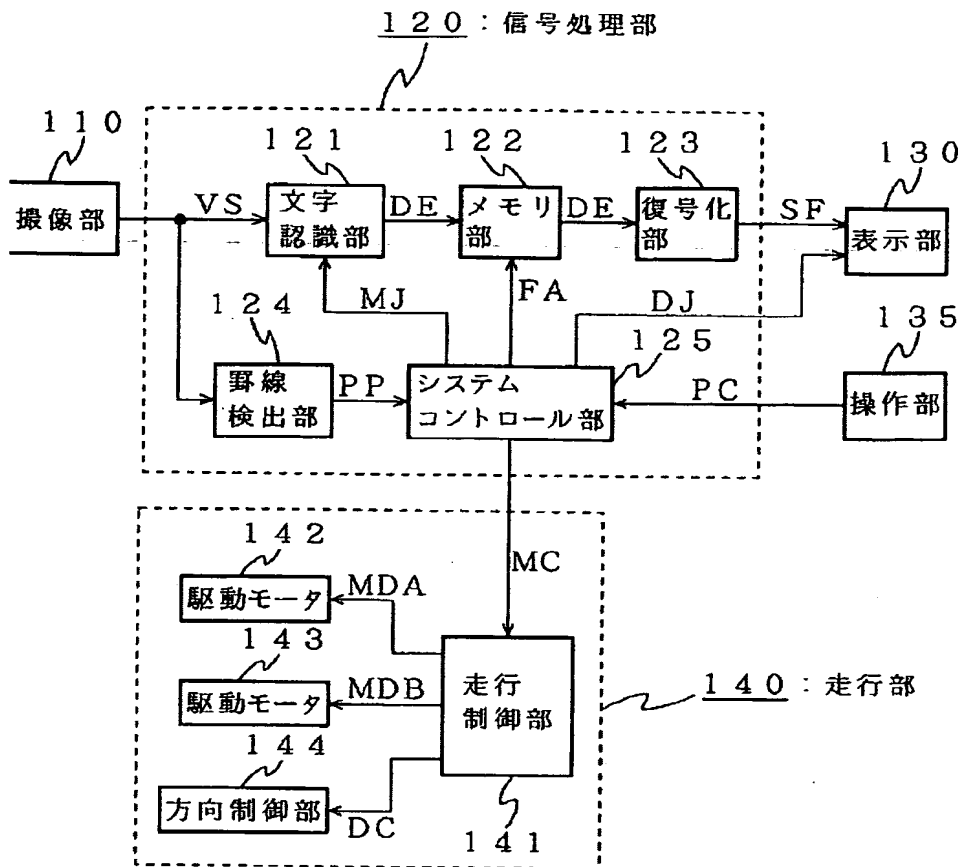 120：信号処理部
110
121
122
123
130
撮像部
VS
文字
認識部
DE
メモリ
部
DE
復号化
部
SF
表示部
MJ
FA
DJ
124
125
135
罫線
検出部
PP
システム
コントロール部
PC
操作部
MC
142
駆動モータ
MDA
143
駆動モータ
MDB
走行
制御部
140：走行部
144
方向制御部
DC
141